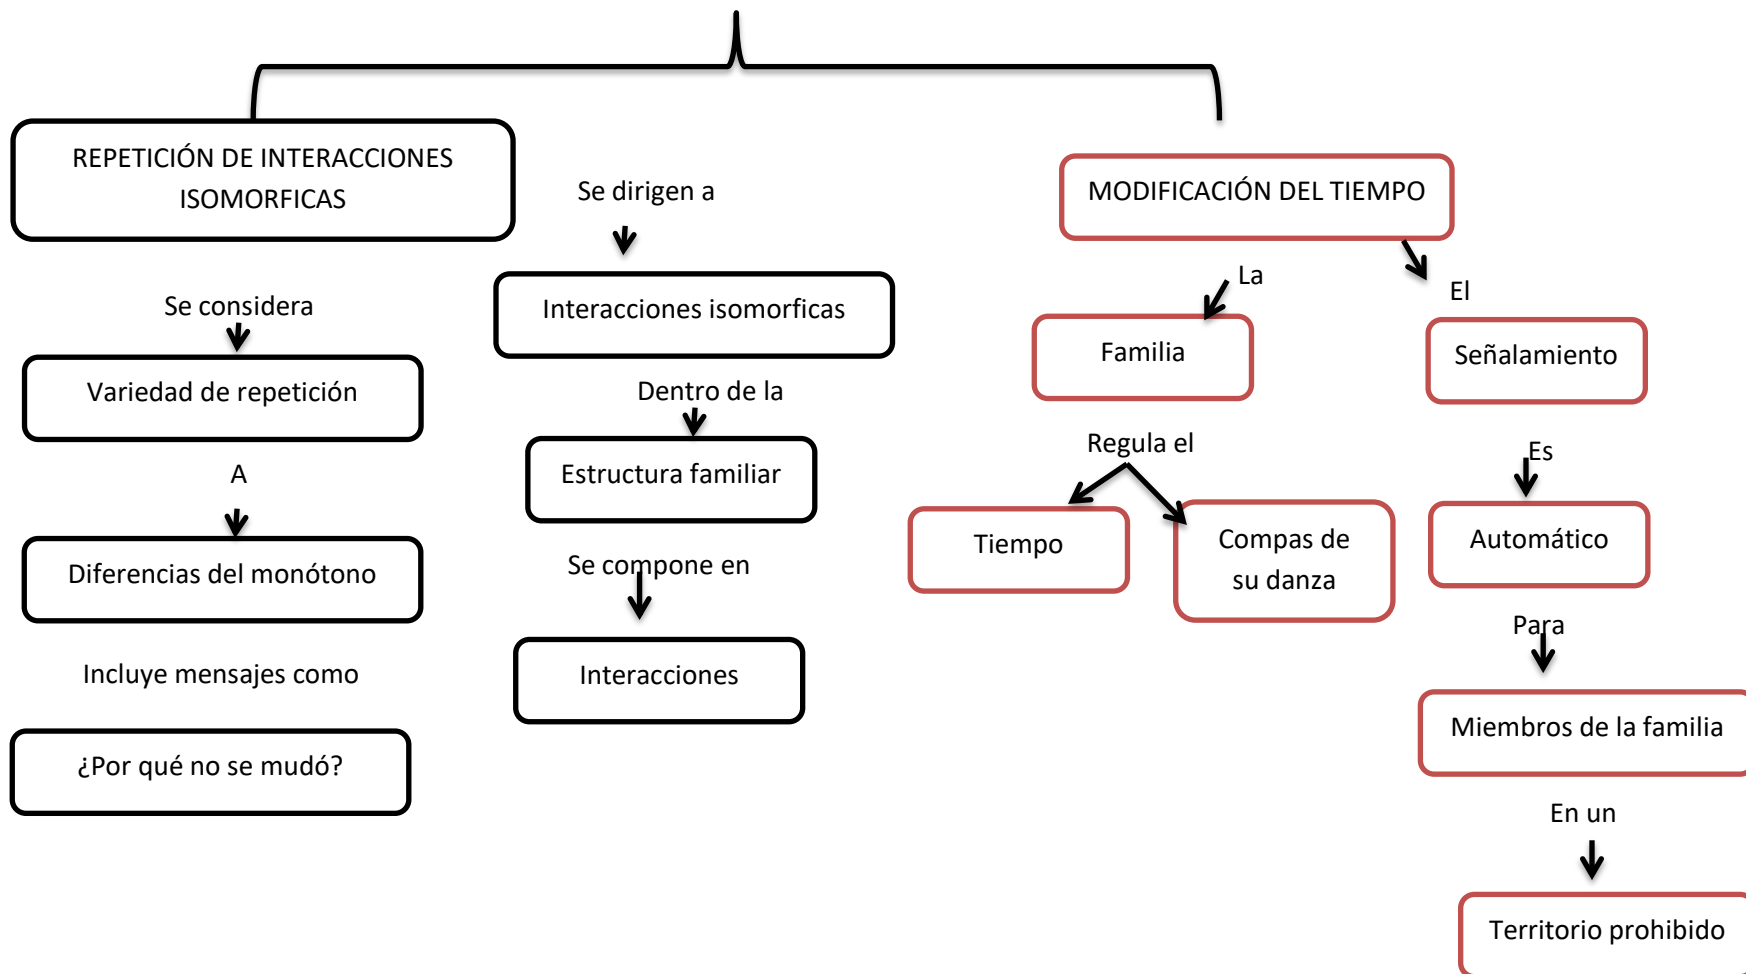 REPETICIÓN DE INTERACCIONES
ISOMORFICAS
Se considera
Variedad de repetición
A
Diferencias del monótono
Incluye mensajes como
¿Por qué no se mudó?
Se dirigen a
Interacciones isomorficas
Dentro de la
Estructura familiar
Se compone en
Interacciones
MODIFICACIÓN DEL TIEMPO
La
Familia
Regula el
Tiempo
Compas de
su danza
El
Señalamiento
Es
Automático
Para
Miembros de la familia
En un
Territorio prohibido